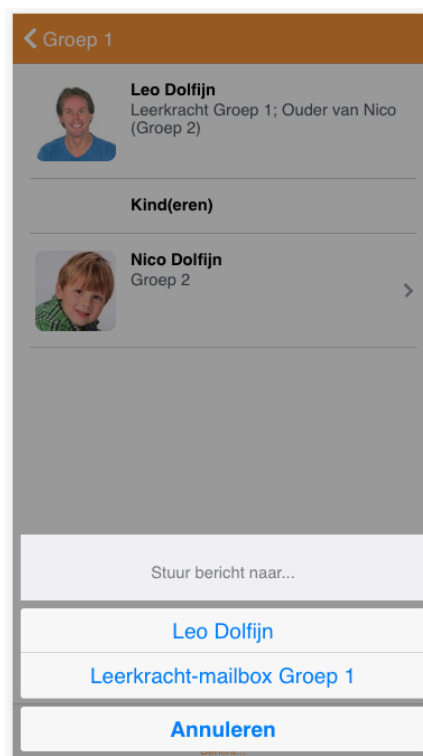 Groep 1
Leo Dolfijn
Leerkracht Groep 1; Ouder van Nico
(Groep 2)
Kind(eren)
Nico Dolfijn
Groep 2
Stuur bericht naar...
Leo Dolfijn
Leerkracht-mailbox Groep 1
Annuleren